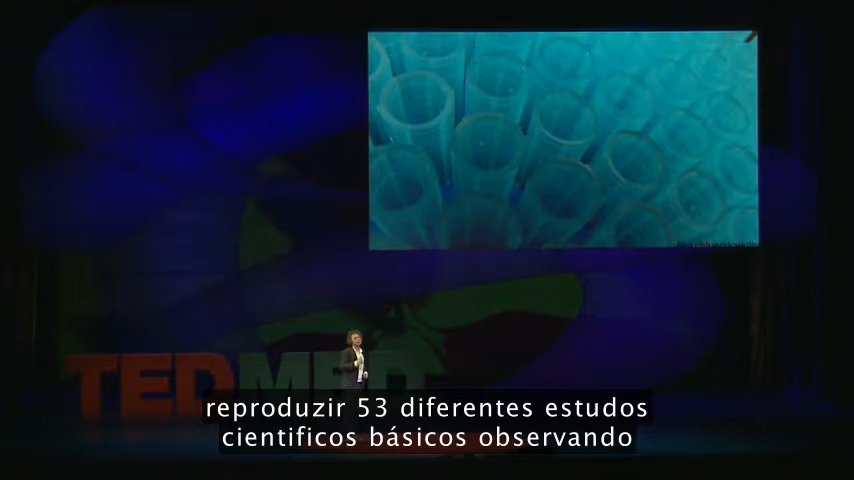 TEDMED
reproduzir 53 diferentes estudos
cientificos básicos observando